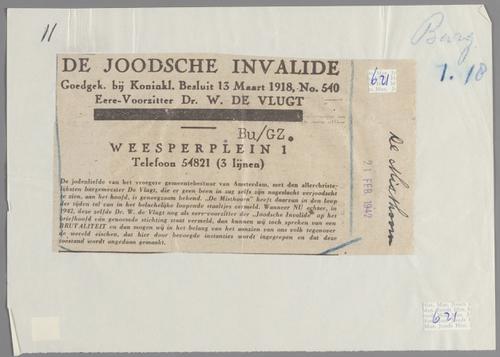 11
Burg.
7.18
DE JOODSCHE INVALIDE
Goedgek. bij Koninkl. Besluit 13 Maart 1918, No. 540
Eere-Voorzitter Dr. W. DE VLUGT
Bu/GZ.
WEESPERPLEIN 1
Telefoon 54821 (3 lijnen)
De jodenliefde van het vroegere gemeentebestuur van Amsterdam, met den allerchriste-
lijksten burgemeester De Vlugt, die er geen been in zag zelfs zijn nageslacht verjoodscht
te zien, aan het hoofd, is genoegzaam bekend. „De Misthoorn" heeft daarvan in den loop
der tijden tal van in het belachelijke loopende staaltjes vermeld. Wanneer NU echter, in
1942, deze zelfde Dr. W. de Vlugt nog als eere-voorzitter der „Joodsche Invalide" op het
briefhoofd van genoemde stichting staat vermeld, dan kunnen wij toch spreken van een
BRUTALITEIT en dan mogen wij in het belang van het aanzien van ons volk tegenover
de wereld eischen, dat hier door bevoegde instanties wordt ingegrepen en dat deze
toestand wordt ongedaan gemaakt.
621
21 FEB 1942
De Misthoorn
621